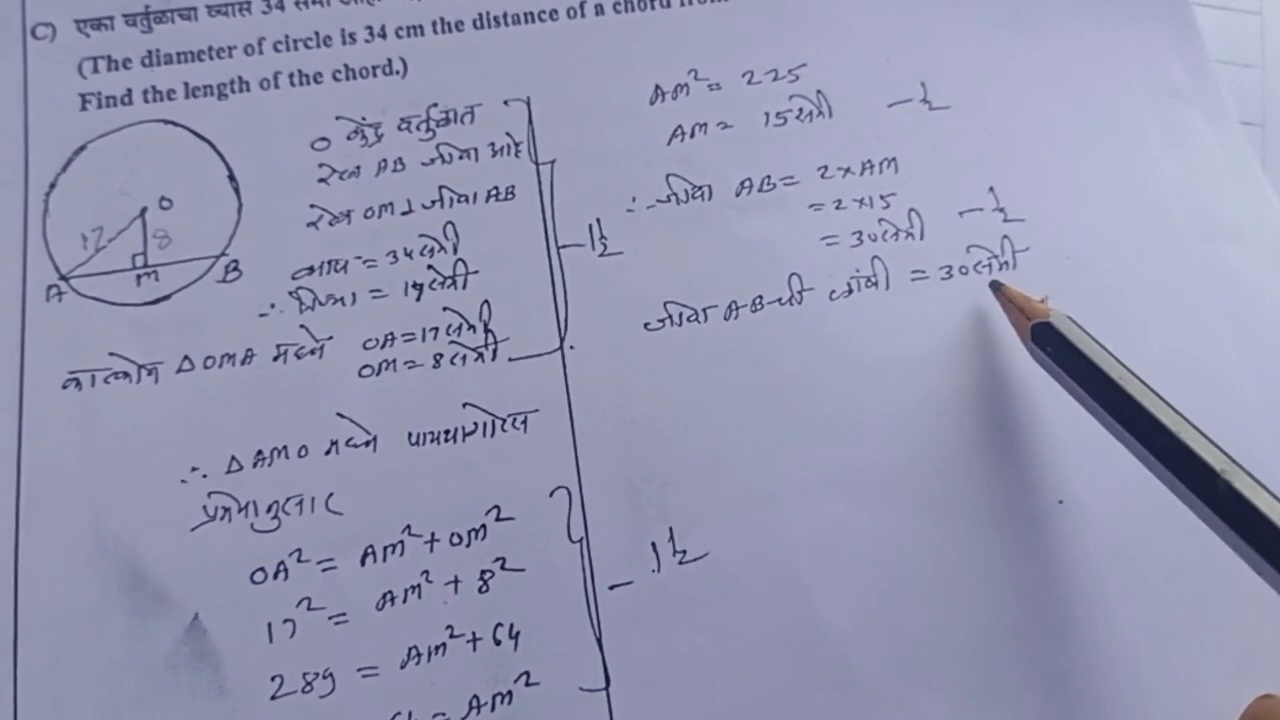 C) एका वर्तुळाचा व्यास 34 सेमी
(The diameter of circle is 34 cm the distance of a chord from
Find the length of the chord.)
O
17
8
A
M
B
O केंद्र वर्तुळात
रेख AB जीवा आहे
रेख OM ⊥ जीवा AB
व्यास = 34 सेमी
∴ त्रिज्या = 17 सेमी
काटकोन △OMA मध्ये OA = 17 सेमी
OM = 8 सेमी
- 1½
∴ △AMO मध्ये पायथागोरस
OA² = AM² + OM²
17² = AM² + 8²
289 = AM² + 64
= AM²
- 1½
AM² = 225
AM = 15 सेमी - ½
∴ जीवा AB = 2×AM
= 2×15
= 30 सेमी - ½
जीवा AB ची लांबी = 30 सेमी